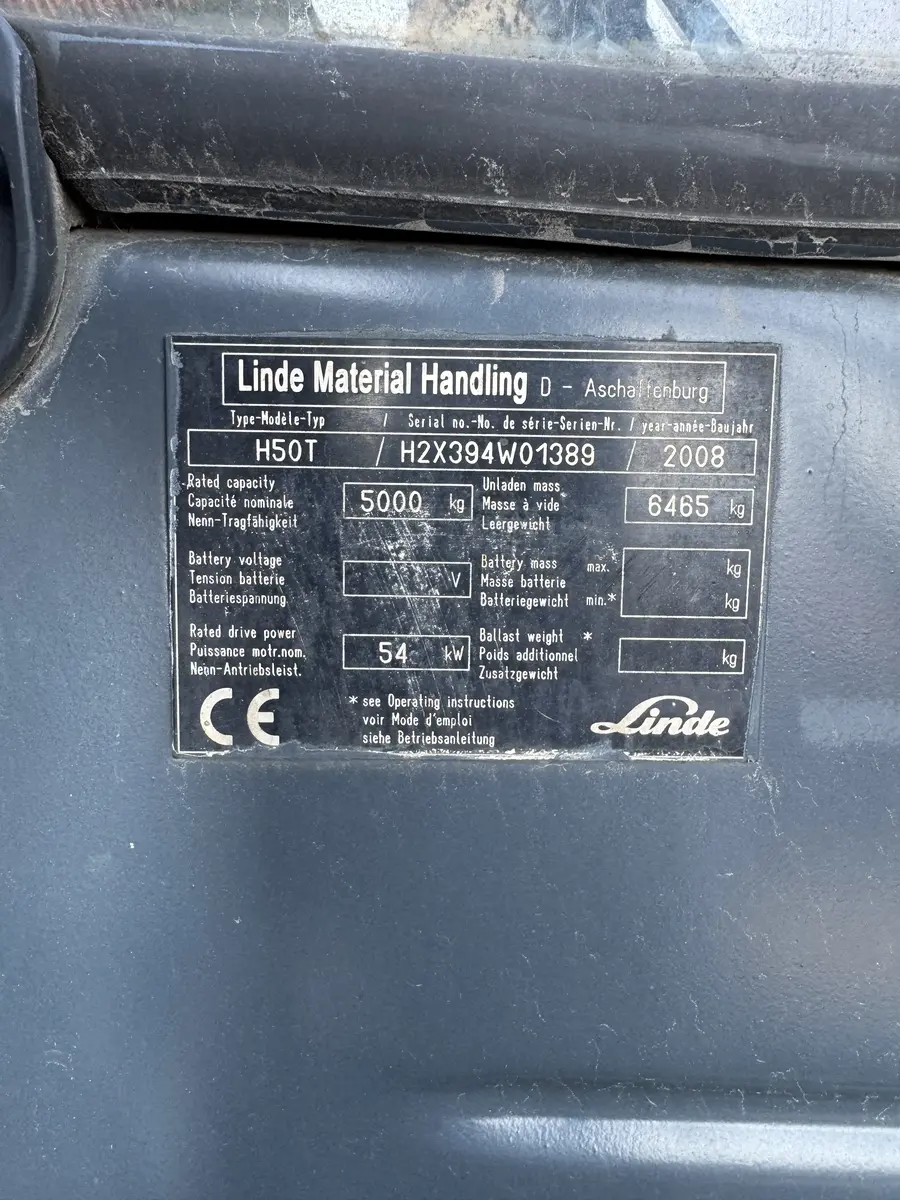 Linde Material Handling D - Aschaffenburg
Type-Modèle-Typ / Serial no.-No. de série-Serien-Nr. / year-année-Baujahr
H50T / H2X394W01389 / 2008
Rated capacity
Capacité nominale
Nenn-Tragfähigkeit
5000 kg
Unladen mass
Masse à vide
Leergewicht
6465 kg
Battery voltage
Tension batterie
Batteriespannung
V
Battery mass max.
Masse batterie
Batteriegewicht min.*
kg
kg
Rated drive power
Puissance motr.nom.
Nenn-Antriebsleist.
54 kW
Ballast weight *
Poids additionnel
Zusatzgewicht
kg
CE
* see Operating instructions
voir Mode d'emploi
siehe Betriebsanleitung
Linde